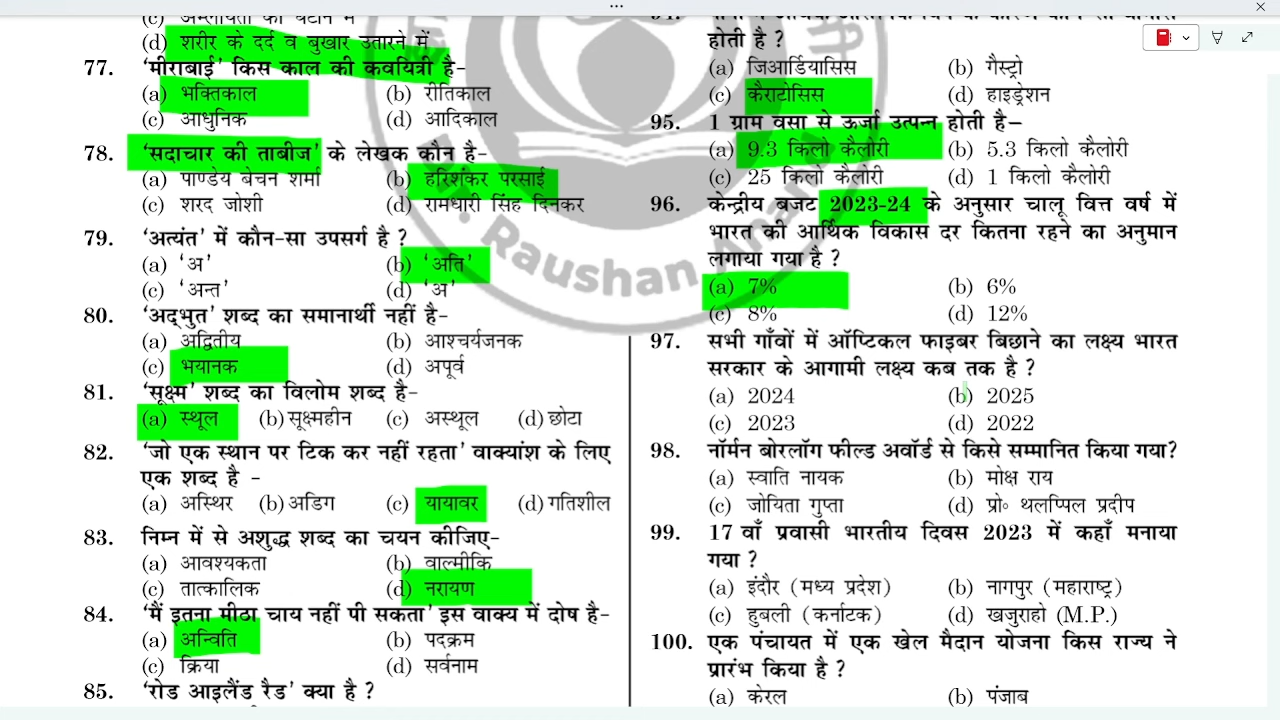 (c) अम्लीयता को घटाने में
(d) शरीर के दर्द व बुखार उतारने में
77. ‘मीराबाई’ किस काल की कवयित्री है-
(a) भक्तिकाल (b) रीतिकाल
(c) आधुनिक (d) आदिकाल
78. ‘सदाचार की ताबीज’ के लेखक कौन है-
(a) पाण्डेय बेचन शर्मा (b) हरिशंकर परसाई
(c) शरद जोशी (d) रामधारी सिंह दिनकर
79. ‘अत्यंत’ में कौन-सा उपसर्ग है ?
(a) ‘अ’ (b) ‘अति’
(c) ‘अन्त’ (d) ‘अ’
80. ‘अद्भुत’ शब्द का समानार्थी नहीं है-
(a) अद्वितीय (b) आश्चर्यजनक
(c) भयानक (d) अपूर्व
81. ‘सूक्ष्म’ शब्द का विलोम शब्द है-
(a) स्थूल (b) सूक्ष्महीन (c) अस्थूल (d) छोटा
82. ‘जो एक स्थान पर टिक कर नहीं रहता’ वाक्यांश के लिए
एक शब्द है -
(a) अस्थिर (b) अडिग (c) यायावर (d) गतिशील
83. निम्न में से अशुद्ध शब्द का चयन कीजिए-
(a) आवश्यकता (b) वाल्मीकि
(c) तात्कालिक (d) नरायण
84. ‘मैं इतना मीठा चाय नहीं पी सकता’ इस वाक्य में दोष है-
(a) अन्विति (b) पदक्रम
(c) क्रिया (d) सर्वनाम
85. ‘रोड आइलैंड रैड’ क्या है ?
होती है ?
(a) जिआर्डियासिस (b) गैस्ट्रो
(c) कैराटोसिस (d) हाइड्रेशन
95. 1 ग्राम वसा से ऊर्जा उत्पन्न होती है–
(a) 9.3 किलो कैलोरी (b) 5.3 किलो कैलोरी
(c) 25 किलो कैलोरी (d) 1 किलो कैलोरी
96. केन्द्रीय बजट 2023-24 के अनुसार चालू वित्त वर्ष में
भारत की आर्थिक विकास दर कितना रहने का अनुमान
लगाया गया है ?
(a) 7% (b) 6%
(c) 8% (d) 12%
97. सभी गाँवों में ऑप्टिकल फाइबर बिछाने का लक्ष्य भारत
सरकार के आगामी लक्ष्य कब तक है ?
(a) 2024 (b) 2025
(c) 2023 (d) 2022
98. नॉर्मन बोरलॉग फील्ड अवॉर्ड से किसे सम्मानित किया गया?
(a) स्वाति नायक (b) मोक्ष राय
(c) जोयिता गुप्ता (d) प्रो० थलप्पिल प्रदीप
99. 17 वाँ प्रवासी भारतीय दिवस 2023 में कहाँ मनाया
गया ?
(a) इंदौर (मध्य प्रदेश) (b) नागपुर (महाराष्ट्र)
(c) हुबली (कर्नाटक) (d) खजुराहो (M.P.)
100. एक पंचायत में एक खेल मैदान योजना किस राज्य ने
प्रारंभ किया है ?
(a) केरल (b) पंजाब
Raushan